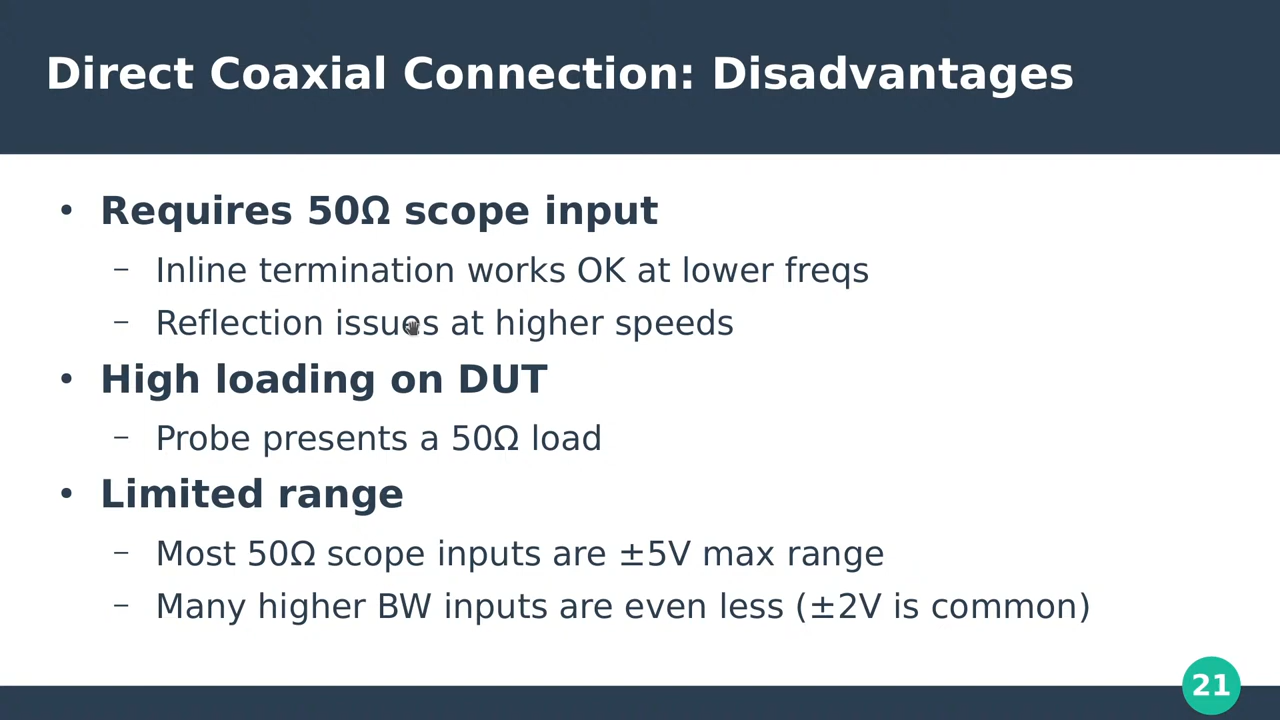 Direct Coaxial Connection: Disadvantages
• Requires 50Ω scope input
– Inline termination works OK at lower freqs
– Reflection issues at higher speeds
• High loading on DUT
– Probe presents a 50Ω load
• Limited range
– Most 50Ω scope inputs are ±5V max range
– Many higher BW inputs are even less (±2V is common)
21